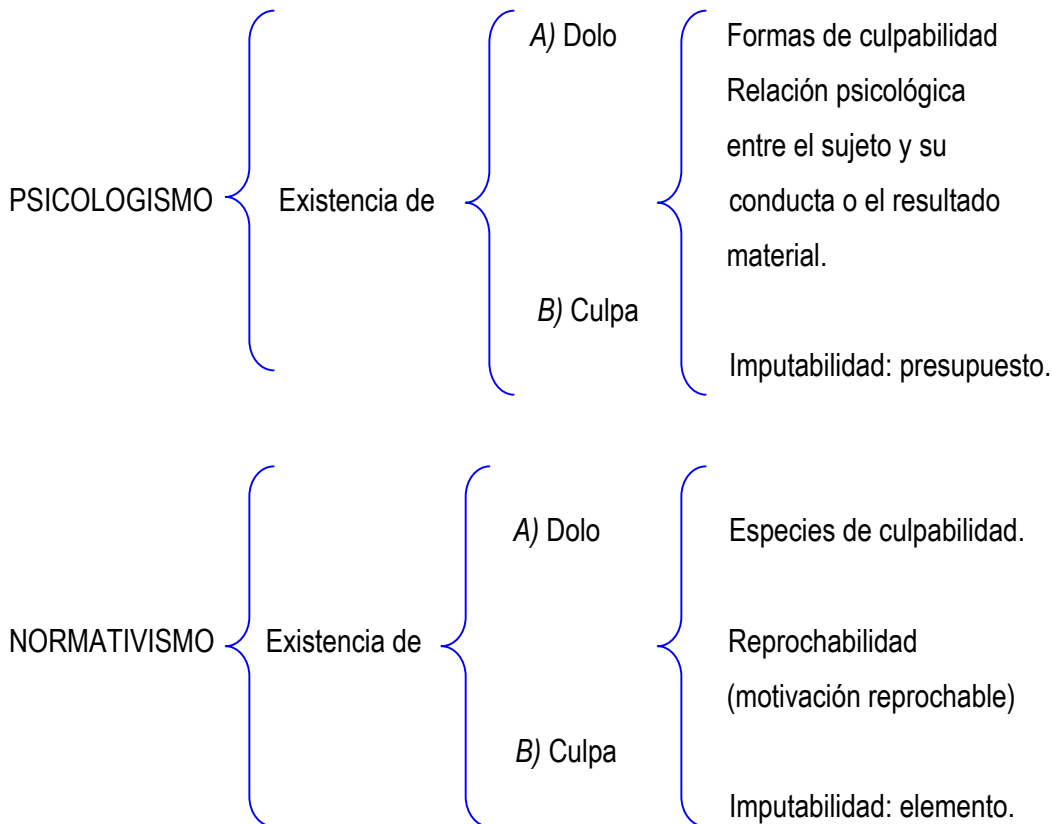 A) Dolo
Formas de culpabilidad
Relación psicológica
entre el sujeto y su
PSICOLOGISMO
Existencia de
conducta o el resultado
material.
B) Culpa
Imputabilidad: presupuesto.
A) Dolo
Especies de culpabilidad.
NORMATIVISMO
Existencia de
Reprochabilidad
(motivación reprochable)
B) Culpa
Imputabilidad: elemento.